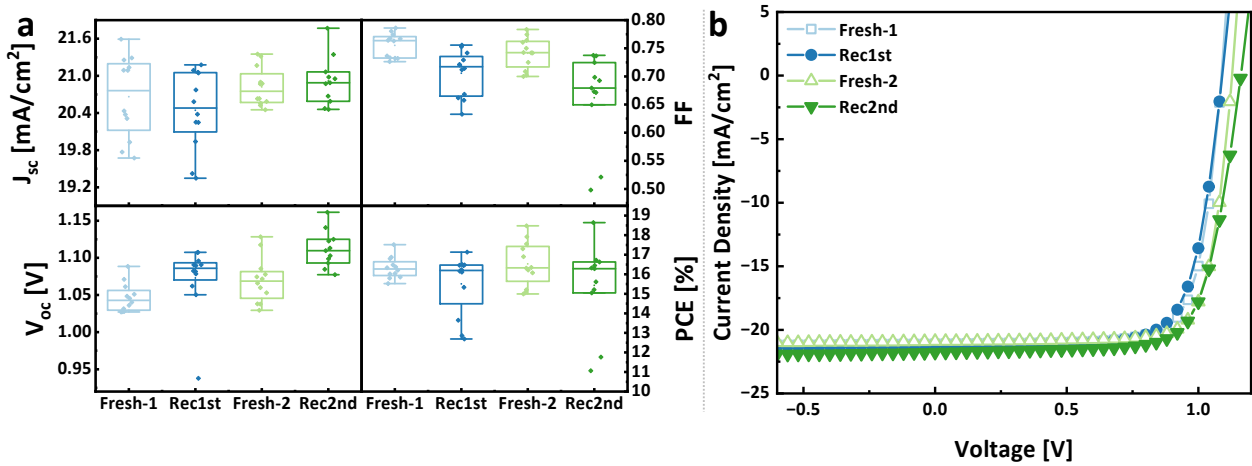 a
J_sc [mA/cm²]
21.6
21.0
20.4
19.8
19.2
0.80
0.75
0.70
0.65
0.60
0.55
0.50
FF
V_oc [V]
1.15
1.10
1.05
1.00
0.95
19
18
17
16
15
14
13
12
11
10
PCE [%]
Fresh-1 Rec1st Fresh-2 Rec2nd Fresh-1 Rec1st Fresh-2 Rec2nd
b
Current Density [mA/cm²]
5
0
−5
−10
−15
−20
−25
Fresh-1
Rec1st
Fresh-2
Rec2nd
−0.5 0.0 0.5 1.0
Voltage [V]